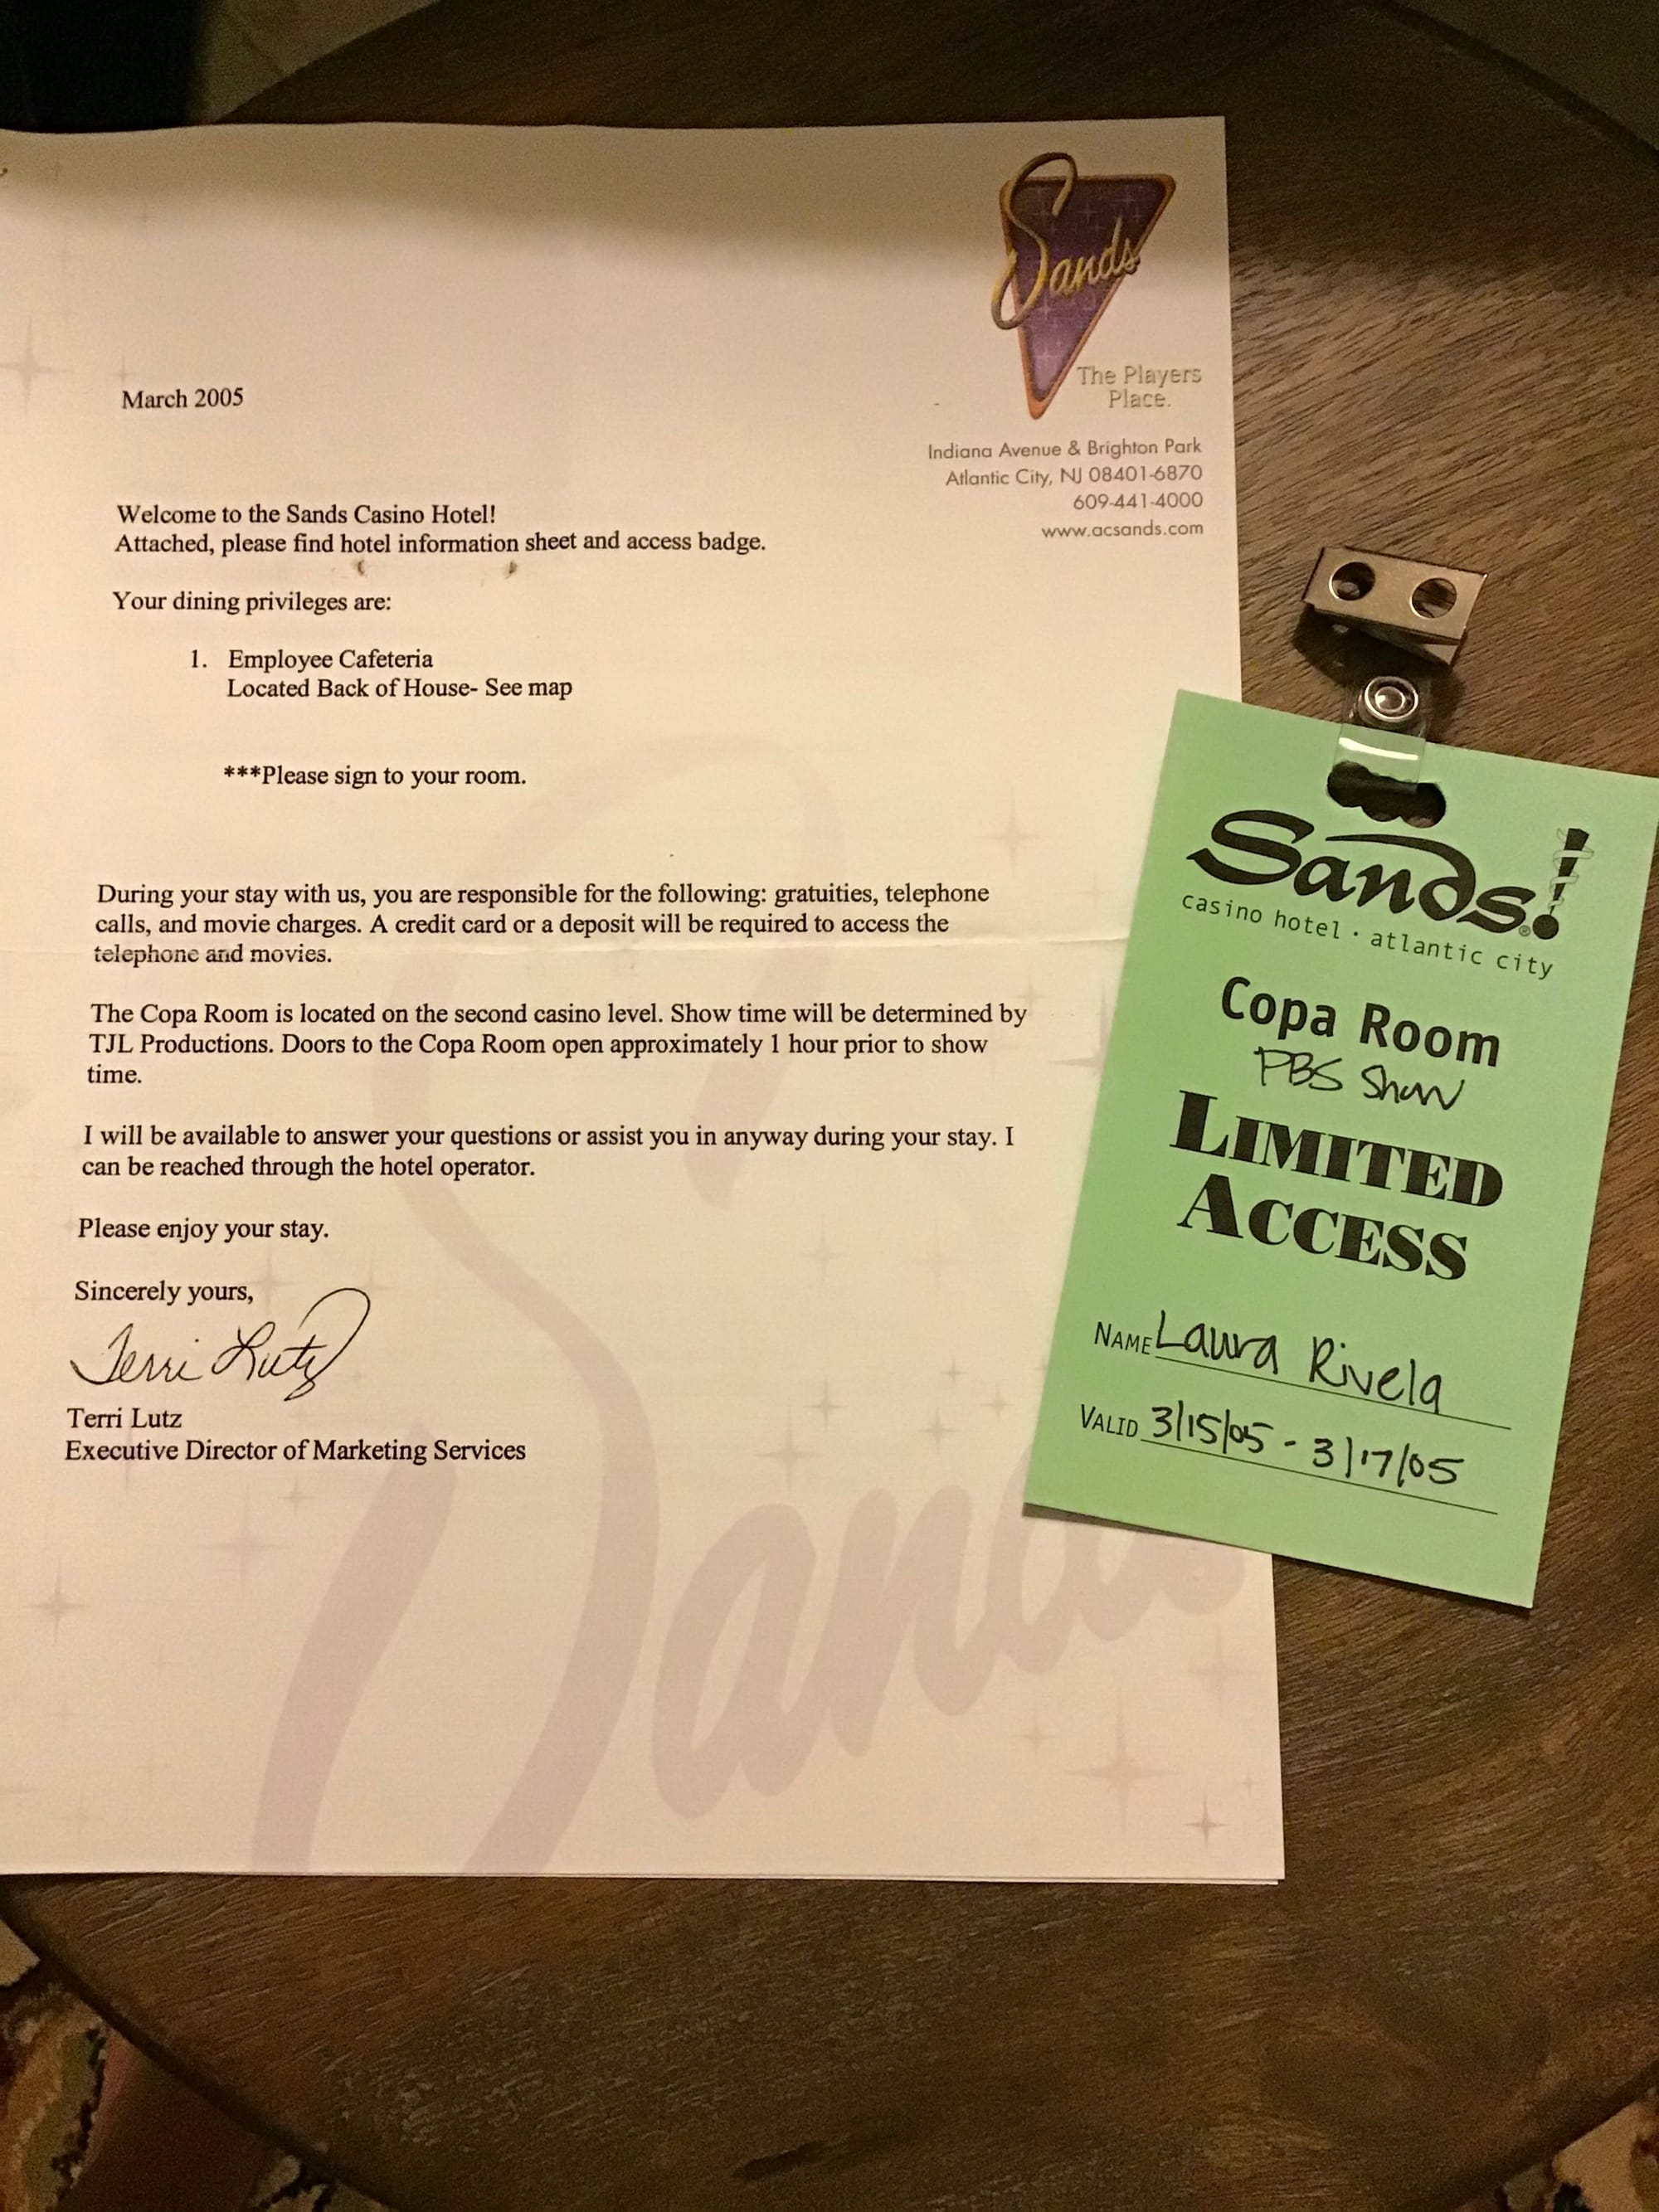 Sands
The Players
Place.
Indiana Avenue & Brighton Park
Atlantic City, NJ 08401-6870
609-441-4000
www.acsands.com
March 2005
Welcome to the Sands Casino Hotel!
Attached, please find hotel information sheet and access badge.
Your dining privileges are:
1. Employee Cafeteria
Located Back of House- See map
***Please sign to your room.
During your stay with us, you are responsible for the following: gratuities, telephone
calls, and movie charges. A credit card or a deposit will be required to access the
telephone and movies.
The Copa Room is located on the second casino level. Show time will be determined by
TJL Productions. Doors to the Copa Room open approximately 1 hour prior to show
time.
I will be available to answer your questions or assist you in anyway during your stay. I
can be reached through the hotel operator.
Please enjoy your stay.
Sincerely yours,
Terri Lutz
Terri Lutz
Executive Director of Marketing Services
Sands
Sands!®
casino hotel · atlantic city
Copa Room
PBS Show
LIMITED
ACCESS
NAME Laura Rivela
VALID 3/15/05 - 3/17/05